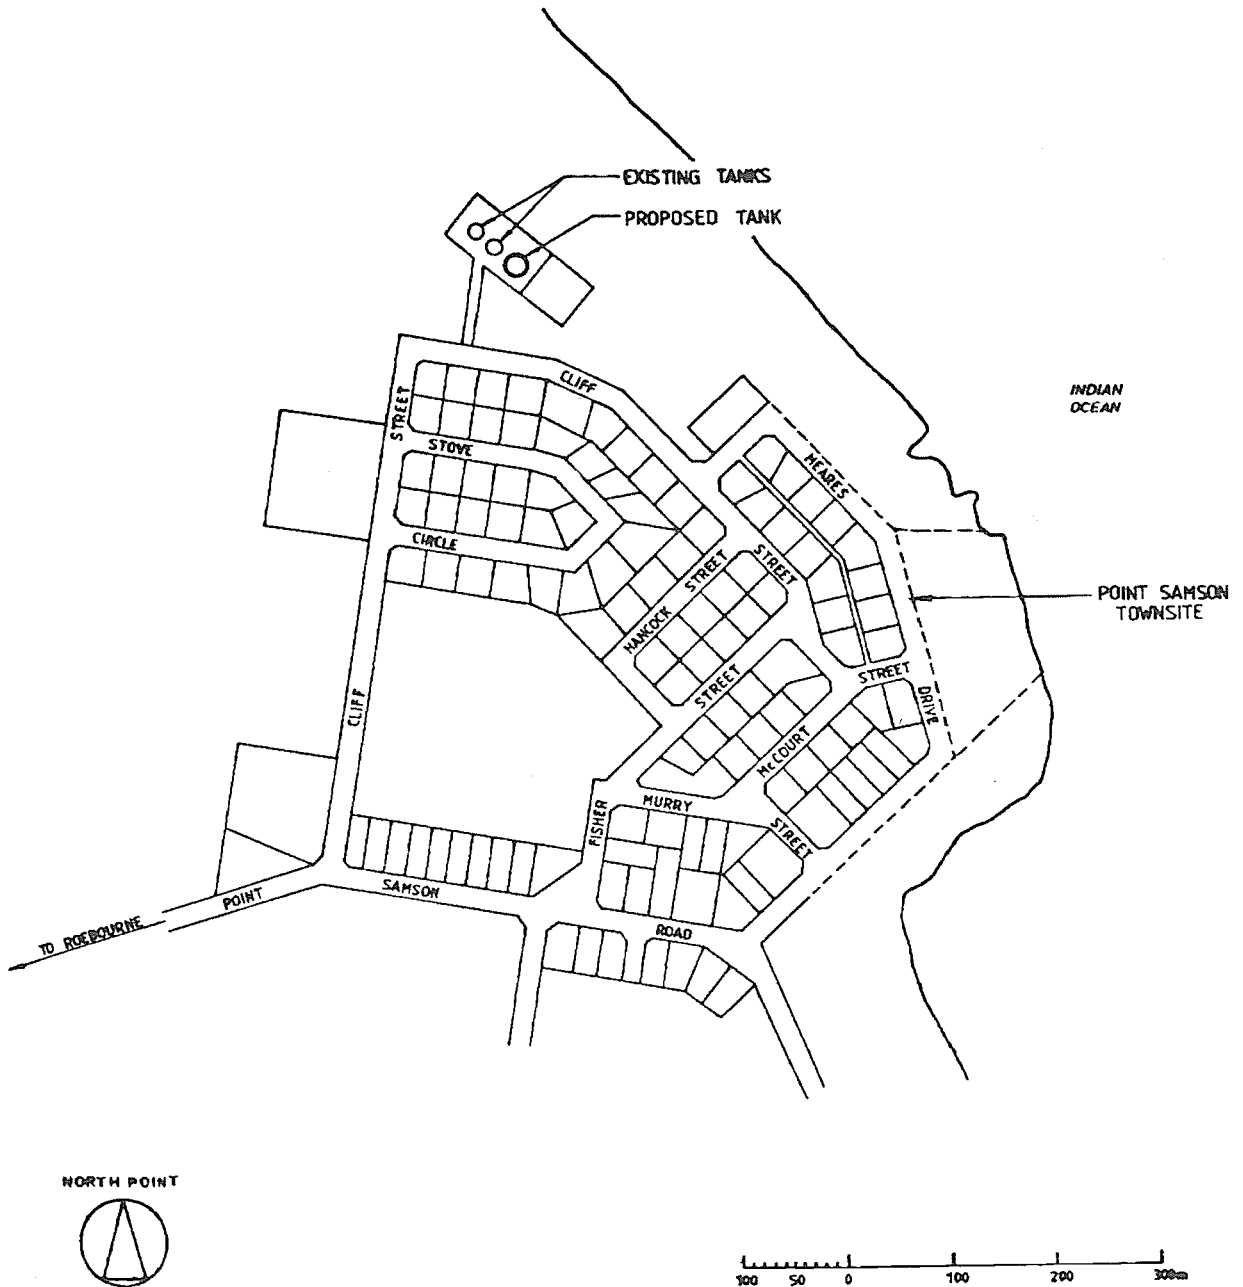 EXISTING TANKS
PROPOSED TANK
CLIFF
INDIAN
OCEAN
STREET
STOVE
MEARES
CIRCLE
STREET
STREET
HANCOCK
POINT SAMSON
TOWNSITE
STREET
STREET
DRIVE
CLIFF
McCOURT
MURRY
FISHER
STREET
SAMSON
POINT
ROAD
TO ROEBOURNE
NORTH POINT
100 50 0 100 200 300m